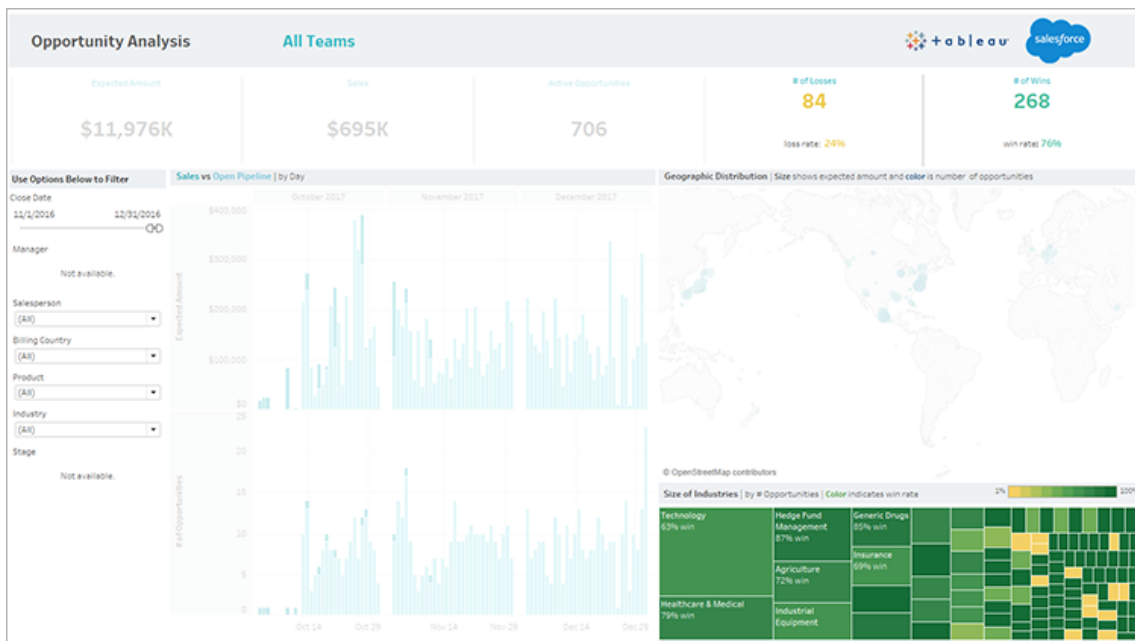 Opportunity Analysis
All Teams
+ a b l e a u
salesforce
Expected Amount
$11,976K
Sales
$695K
Active Opportunities
706
# of Losses
84
loss rate: 24%
# of Wins
268
win rate: 76%
Use Options Below to Filter
Close Date
11/1/2016 12/31/2016
Manager
Not available.
Salesperson
(All)
Billing Country
(All)
Product
(All)
Industry
(All)
Stage
Not available.
Sales vs Open Pipeline | by Day
October 2017 November 2017 December 2017
Expected Amount
$400,000
$300,000
$200,000
$100,000
$0
# of Opportunities
25
20
15
10
5
0
Oct 14 Oct 29 Nov 14 Nov 29 Dec 14 Dec 29
Geographic Distribution | Size shows expected amount and color is number of opportunities
© OpenStreetMap contributors
Size of Industries | by # Opportunities | Color indicates win rate
1% 100%
Technology
63% win
Healthcare & Medical
79% win
Hedge Fund
Management
87% win
Agriculture
72% win
Industrial
Equipment
Generic Drugs
85% win
Insurance
69% win